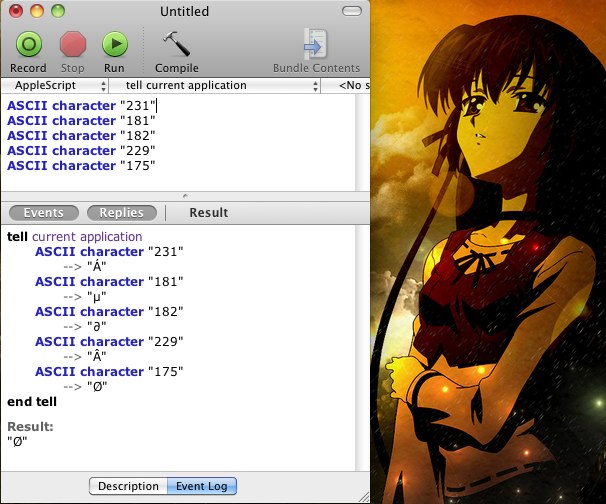 Untitled
Record Stop Run Compile Bundle Contents
AppleScript tell current application <No s
ASCII character "231"
ASCII character "181"
ASCII character "182"
ASCII character "229"
ASCII character "175"
Events Replies Result
tell current application
ASCII character "231"
--> "Á"
ASCII character "181"
--> "µ"
ASCII character "182"
--> "∂"
ASCII character "229"
--> "Â"
ASCII character "175"
--> "Ø"
end tell
Result:
"Ø"
Description Event Log